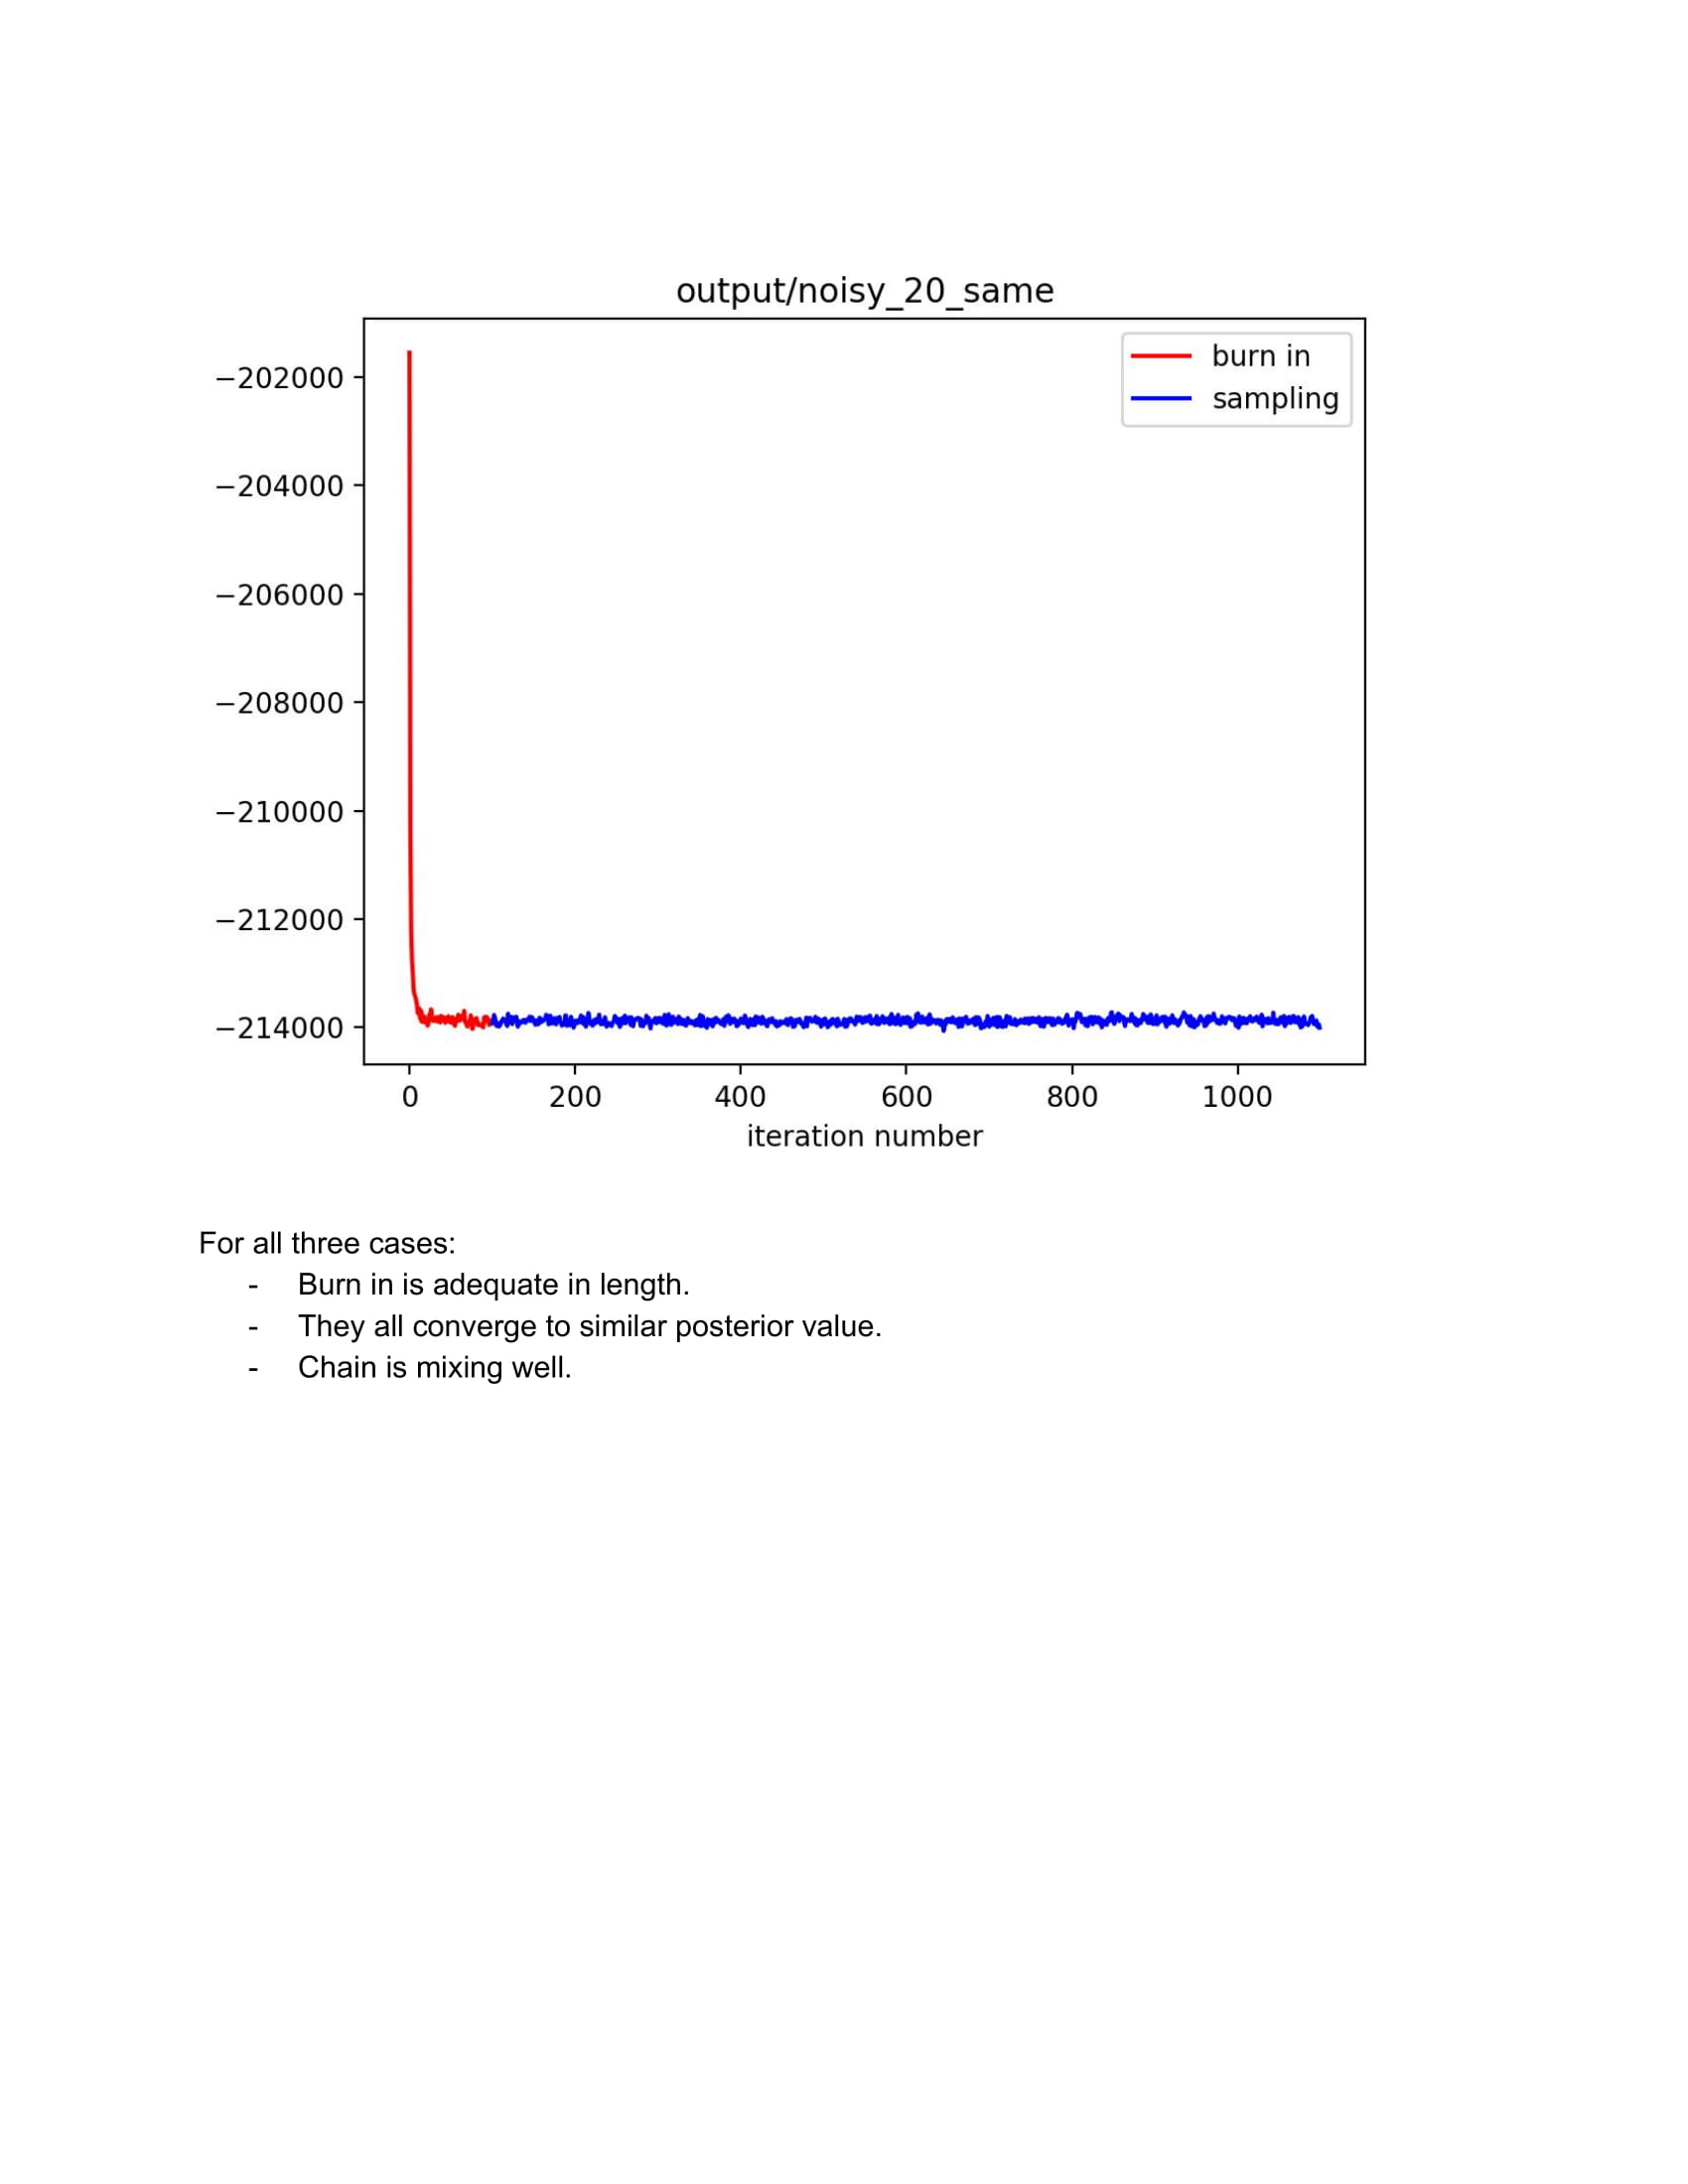 output/noisy_20_same
burn in
sampling
−202000
−204000
−206000
−208000
−210000
−212000
−214000
0 200 400 600 800 1000
iteration number
For all three cases:
- Burn in is adequate in length.
- They all converge to similar posterior value.
- Chain is mixing well.